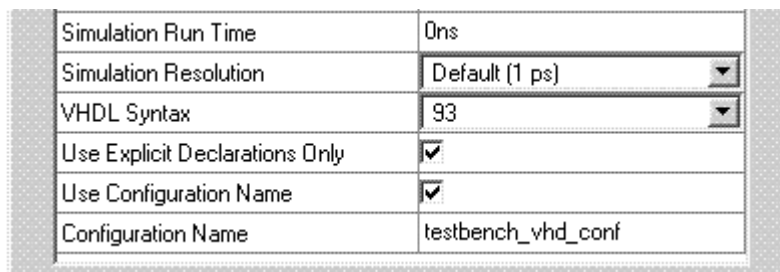 Simulation Run Time 0ns
Simulation Resolution Default (1 ps)
VHDL Syntax 93
Use Explicit Declarations Only
Use Configuration Name
Configuration Name testbench_vhd_conf